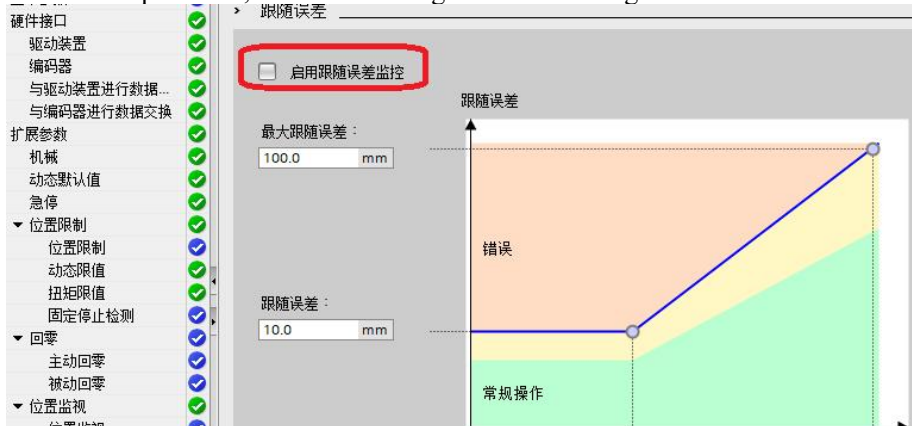 硬件接口
驱动装置
编码器
与驱动装置进行数据...
与编码器进行数据交换
扩展参数
机械
动态默认值
急停
位置限制
位置限制
动态限值
扭矩限值
固定停止检测
回零
主动回零
被动回零
位置监视
跟随误差
启用跟随误差监控
跟随误差
最大跟随误差：
100.0 mm
错误
跟随误差：
10.0 mm
常规操作